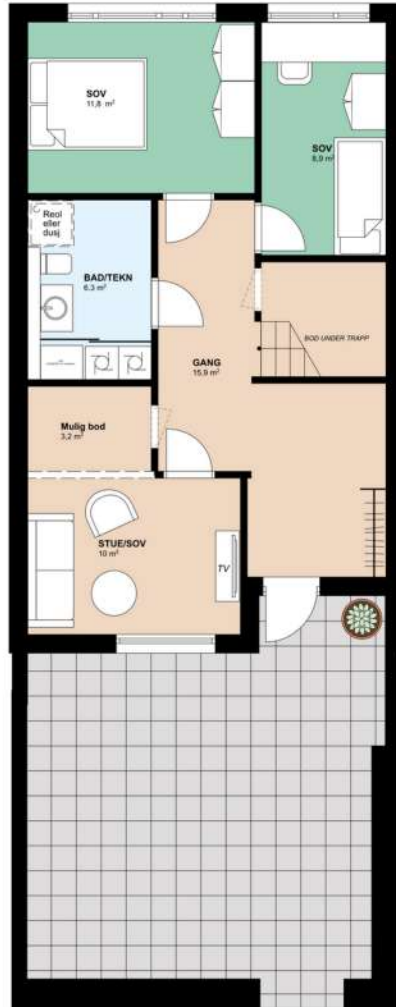 SOV
11,8 m²
SOV
8,9 m²
Reol
eller
dusj
BAD/TEKN
6.3 m²
BOD UNDER TRAPP
GANG
15,9 m²
Mulig bod
3,2 m²
STUE/SOV
10 m²
TV